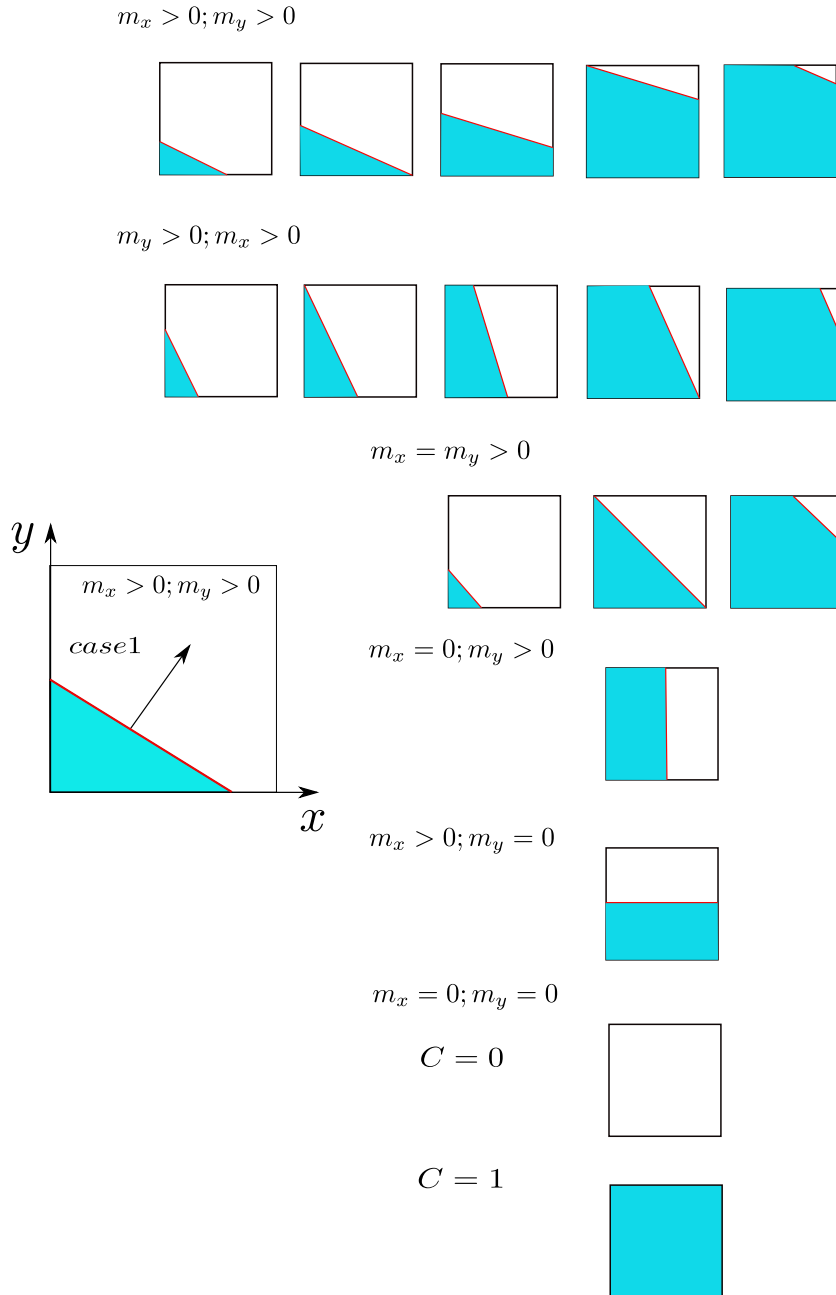 m_x > 0; m_y > 0
m_y > 0; m_x > 0
m_x = m_y > 0
y
m_x > 0; m_y > 0
case1
x
m_x = 0; m_y > 0
m_x > 0; m_y = 0
m_x = 0; m_y = 0
C = 0
C = 1